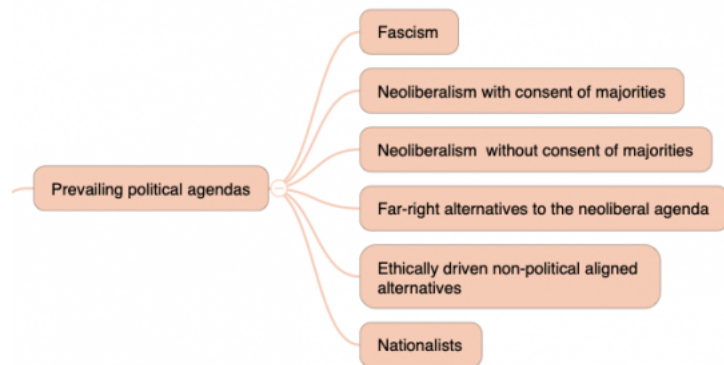 Fascism
Neoliberalism with consent of majorities
Neoliberalism without consent of majorities
Prevailing political agendas
Far-right alternatives to the neoliberal agenda
Ethically driven non-political aligned
alternatives
Nationalists